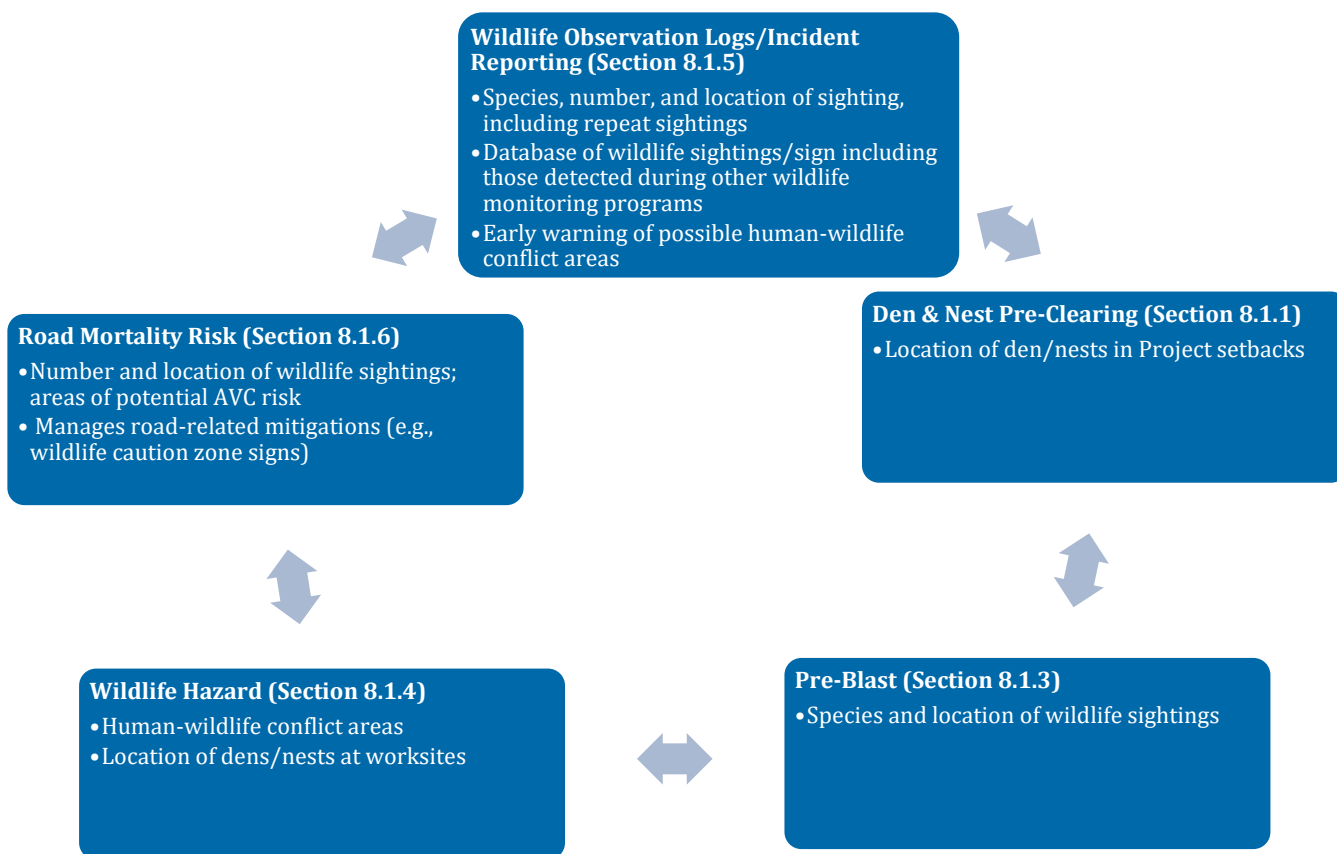 Wildlife Observation Logs/Incident
Reporting (Section 8.1.5)
•Species, number, and location of sighting,
including repeat sightings
•Database of wildlife sightings/sign including
those detected during other wildlife
monitoring programs
•Early warning of possible human-wildlife
conflict areas
Den & Nest Pre-Clearing (Section 8.1.1)
•Location of den/nests in Project setbacks
Pre-Blast (Section 8.1.3)
•Species and location of wildlife sightings
Wildlife Hazard (Section 8.1.4)
•Human-wildlife conflict areas
•Location of dens/nests at worksites
Road Mortality Risk (Section 8.1.6)
•Number and location of wildlife sightings;
areas of potential AVC risk
• Manages road-related mitigations (e.g.,
wildlife caution zone signs)